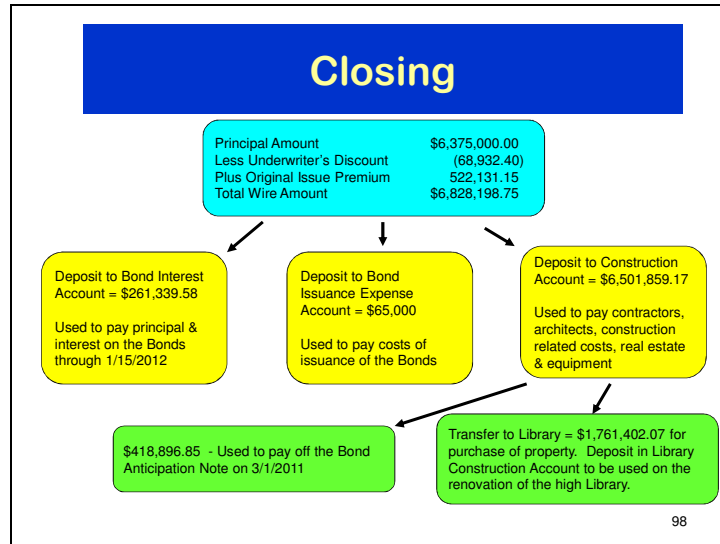 Closing
Principal Amount $6,375,000.00
Less Underwriter's Discount (68,932.40)
Plus Original Issue Premium 522,131.15
Total Wire Amount $6,828,198.75
Deposit to Bond Interest
Account = $261,339.58
Used to pay principal &
interest on the Bonds
through 1/15/2012
Deposit to Bond
Issuance Expense
Account = $65,000
Used to pay costs of
issuance of the Bonds
Deposit to Construction
Account = $6,501,859.17
Used to pay contractors,
architects, construction
related costs, real estate
& equipment
$418,896.85 - Used to pay off the Bond
Anticipation Note on 3/1/2011
Transfer to Library = $1,761,402.07 for
purchase of property. Deposit in Library
Construction Account to be used on the
renovation of the high Library.
98